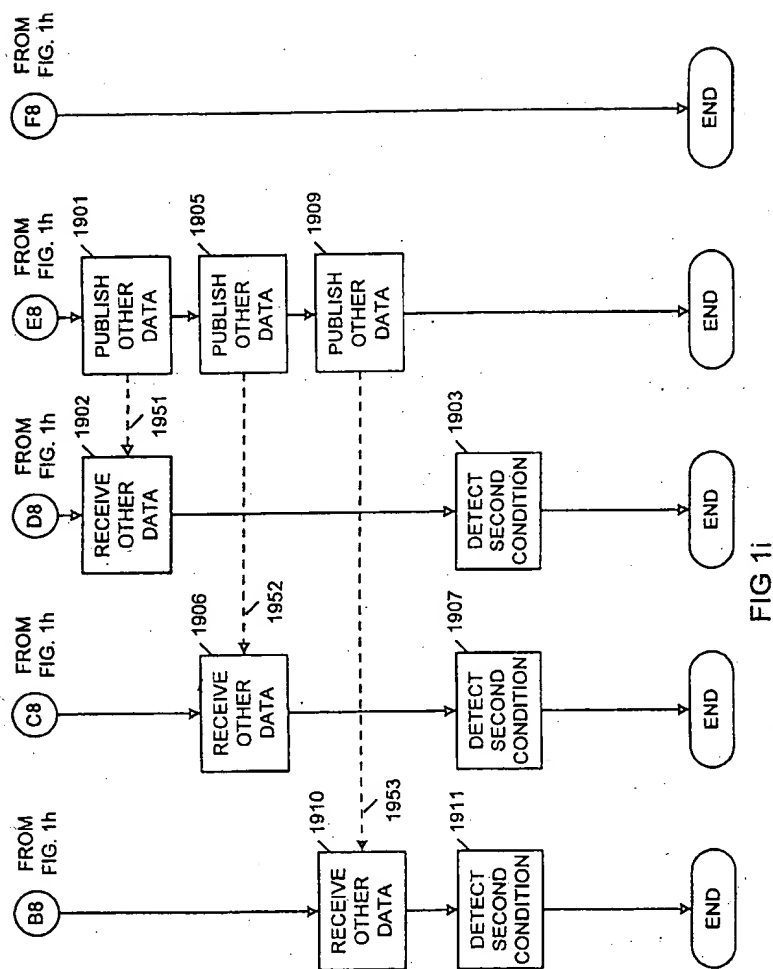 FROM
FIG. 1h
B8
FROM
FIG. 1h
C8
FROM
FIG. 1h
D8
FROM
FIG. 1h
E8
FROM
FIG. 1h
F8
1901
PUBLISH
OTHER
DATA
1902
RECEIVE
OTHER
DATA
1951
1905
PUBLISH
OTHER
DATA
1906
RECEIVE
OTHER
DATA
1952
1909
PUBLISH
OTHER
DATA
1910
RECEIVE
OTHER
DATA
1953
1911
DETECT
SECOND
CONDITION
1907
DETECT
SECOND
CONDITION
1903
DETECT
SECOND
CONDITION
END
END
END
END
END
FIG 1i